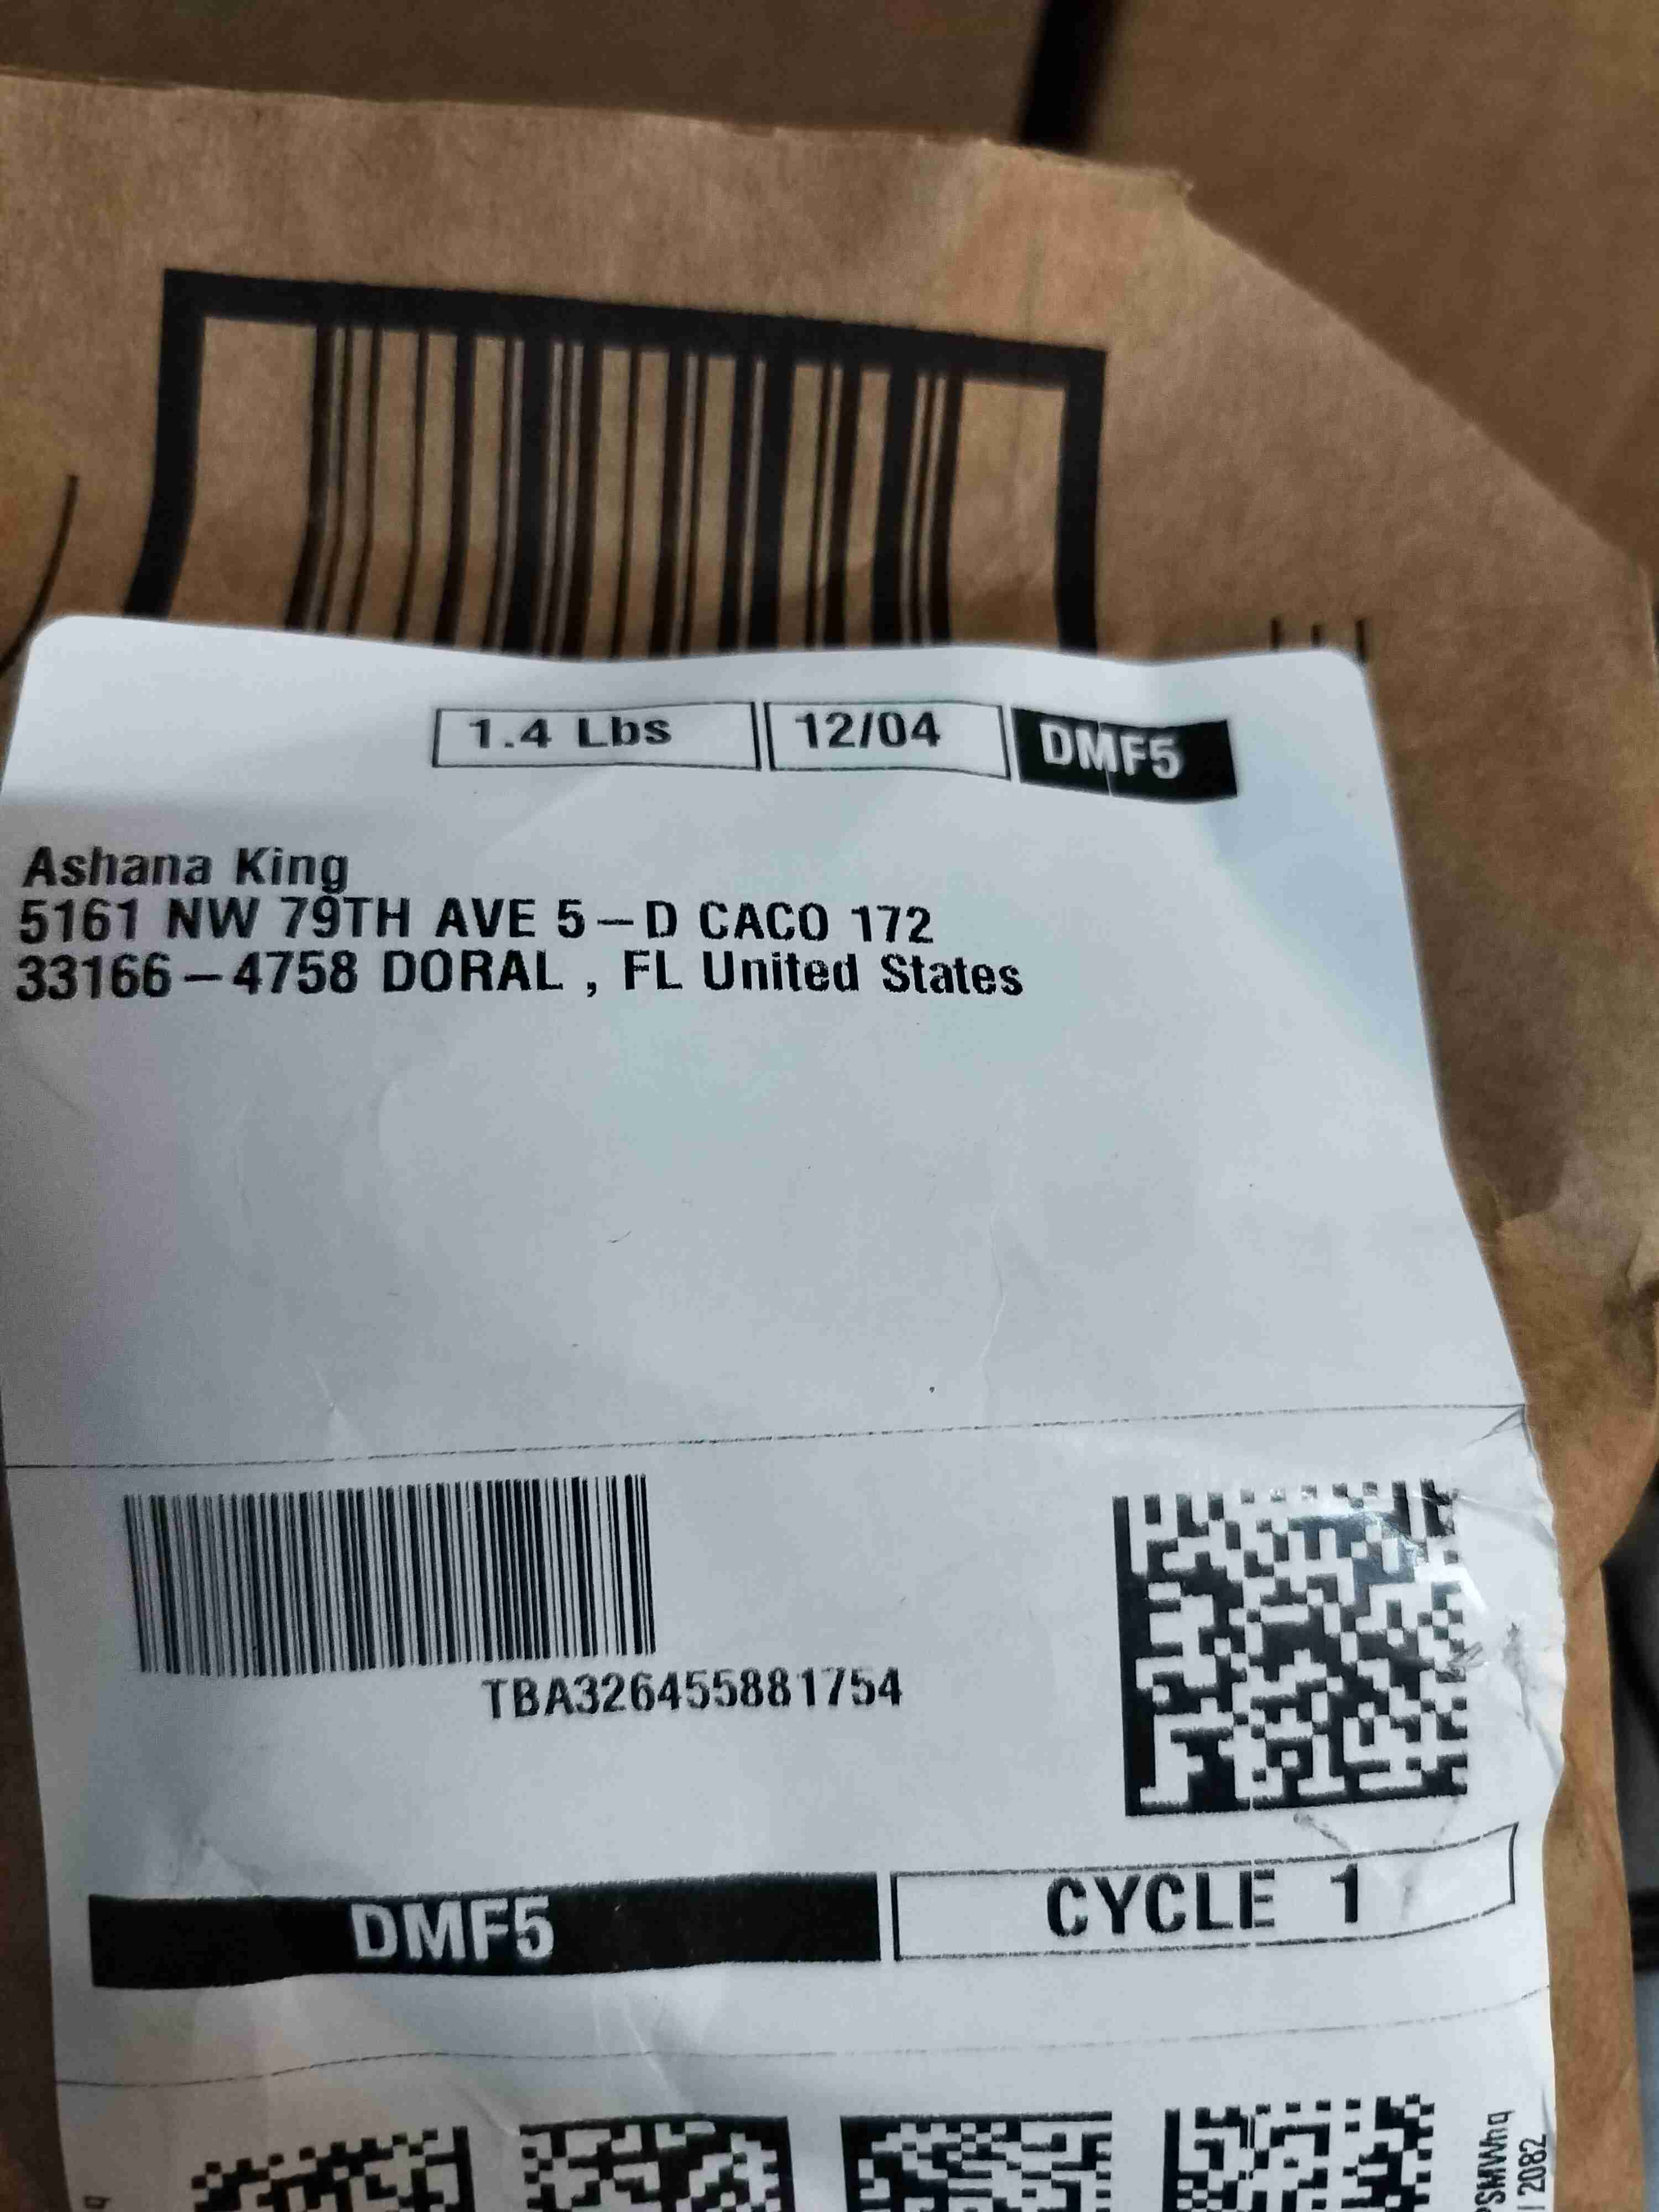 1.4 Lbs 12/04 DMF5
Ashana King
5161 NW 79TH AVE 5-D CACO 172
33166-4758 DORAL , FL United States
TBA326455881754
DMF5 CYCLE 1
2082